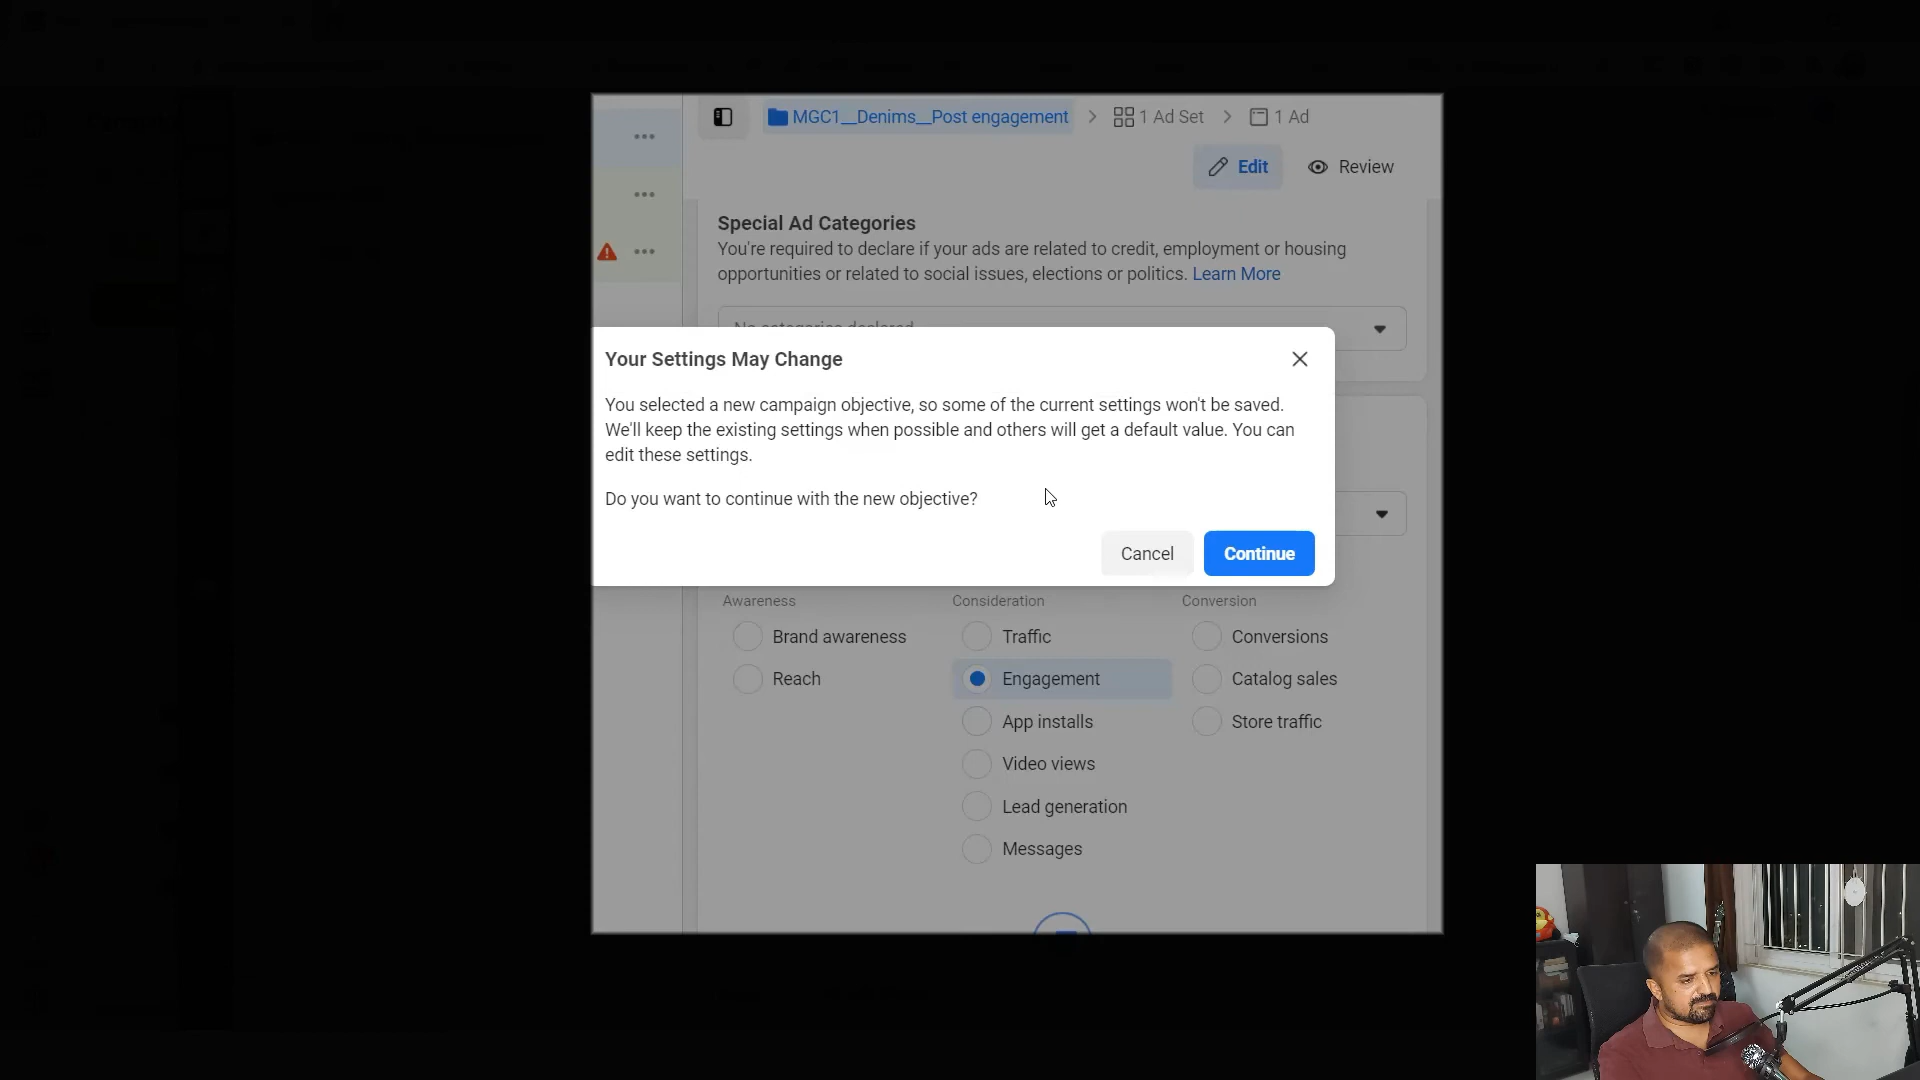 MGC1__Denims__Post engagement > 1 Ad Set > 1 Ad
Edit Review
Special Ad Categories
You're required to declare if your ads are related to credit, employment or housing
opportunities or related to social issues, elections or politics. Learn More
No categories declared
Your Settings May Change
You selected a new campaign objective, so some of the current settings won't be saved.
We'll keep the existing settings when possible and others will get a default value. You can
edit these settings.
Do you want to continue with the new objective?
Cancel Continue
Awareness Consideration Conversion
Brand awareness Traffic Conversions
Reach Engagement Catalog sales
App installs Store traffic
Video views
Lead generation
Messages